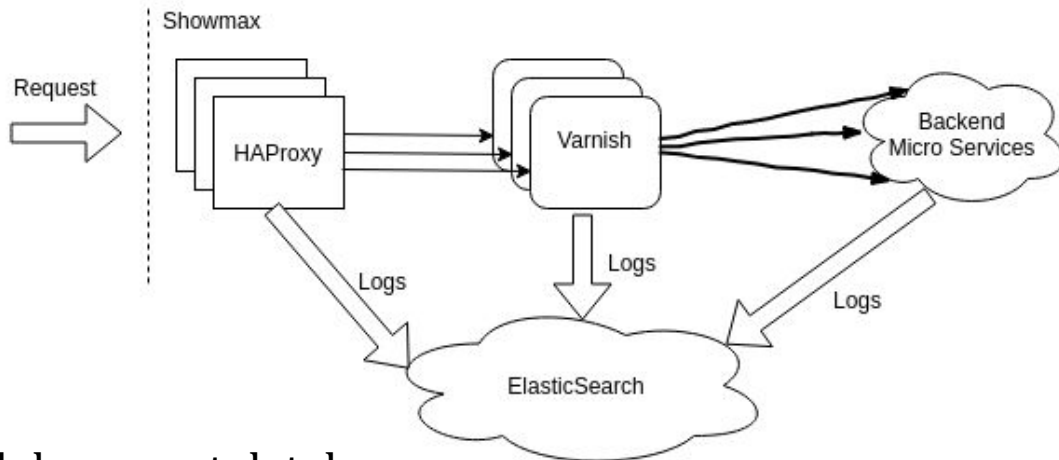 Showmax
Request
HAProxy
Varnish
Backend
Micro Services
Logs
Logs
Logs
ElasticSearch